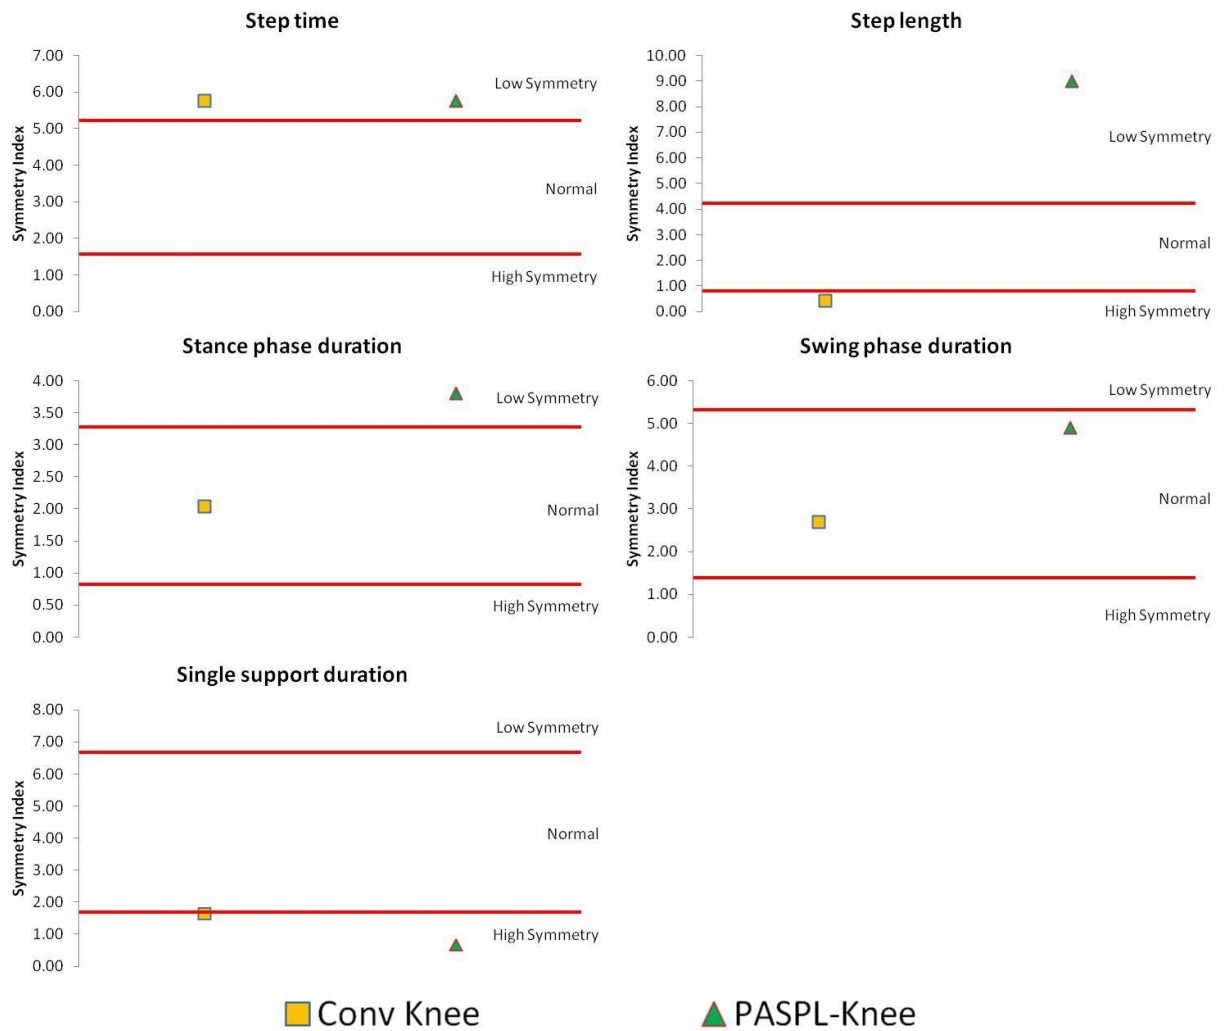 Step time
Symmetry Index
7.00
6.00
5.00
4.00
3.00
2.00
1.00
0.00
Low Symmetry
Normal
High Symmetry
Step length
Symmetry Index
10.00
9.00
8.00
7.00
6.00
5.00
4.00
3.00
2.00
1.00
0.00
Low Symmetry
Normal
High Symmetry
Stance phase duration
Symmetry Index
4.00
3.50
3.00
2.50
2.00
1.50
1.00
0.50
0.00
Low Symmetry
Normal
High Symmetry
Swing phase duration
Symmetry Index
6.00
5.00
4.00
3.00
2.00
1.00
0.00
Low Symmetry
Normal
High Symmetry
Single support duration
Symmetry Index
8.00
7.00
6.00
5.00
4.00
3.00
2.00
1.00
0.00
Low Symmetry
Normal
High Symmetry
Conv Knee
PASPL-Knee